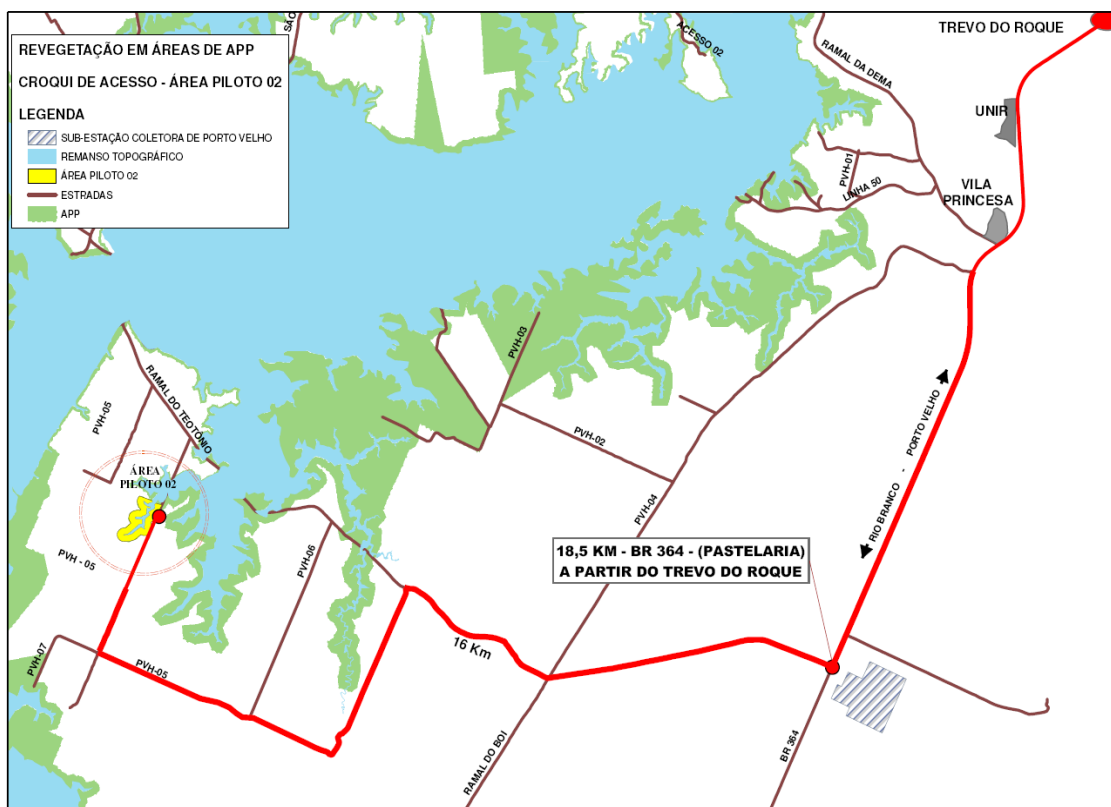 REVEGETAÇÃO EM ÁREAS DE APP
CROQUI DE ACESSO - ÁREA PILOTO 02
LEGENDA
SUB-ESTAÇÃO COLETORA DE PORTO VELHO
REMANSO TOPOGRÁFICO
ÁREA PILOTO 02
ESTRADAS
APP
SÃO
ACESSO 02
RAMAL DA DEMA
TREVO DO ROQUE
UNIR
PVH-01
LINHA 50
VILA
PRINCESA
PVH-03
RAMAL DO TEOTÔNIO
PVH-05
PVH-02
RIO BRANCO - PORTO VELHO
ÁREA
PILOTO 02
PVH-04
PVH - 05
PVH-06
18,5 KM - BR 364 - (PASTELARIA)
A PARTIR DO TREVO DO ROQUE
16 Km
PVH-07
PVH-05
RAMAL DO BOI
BR 364